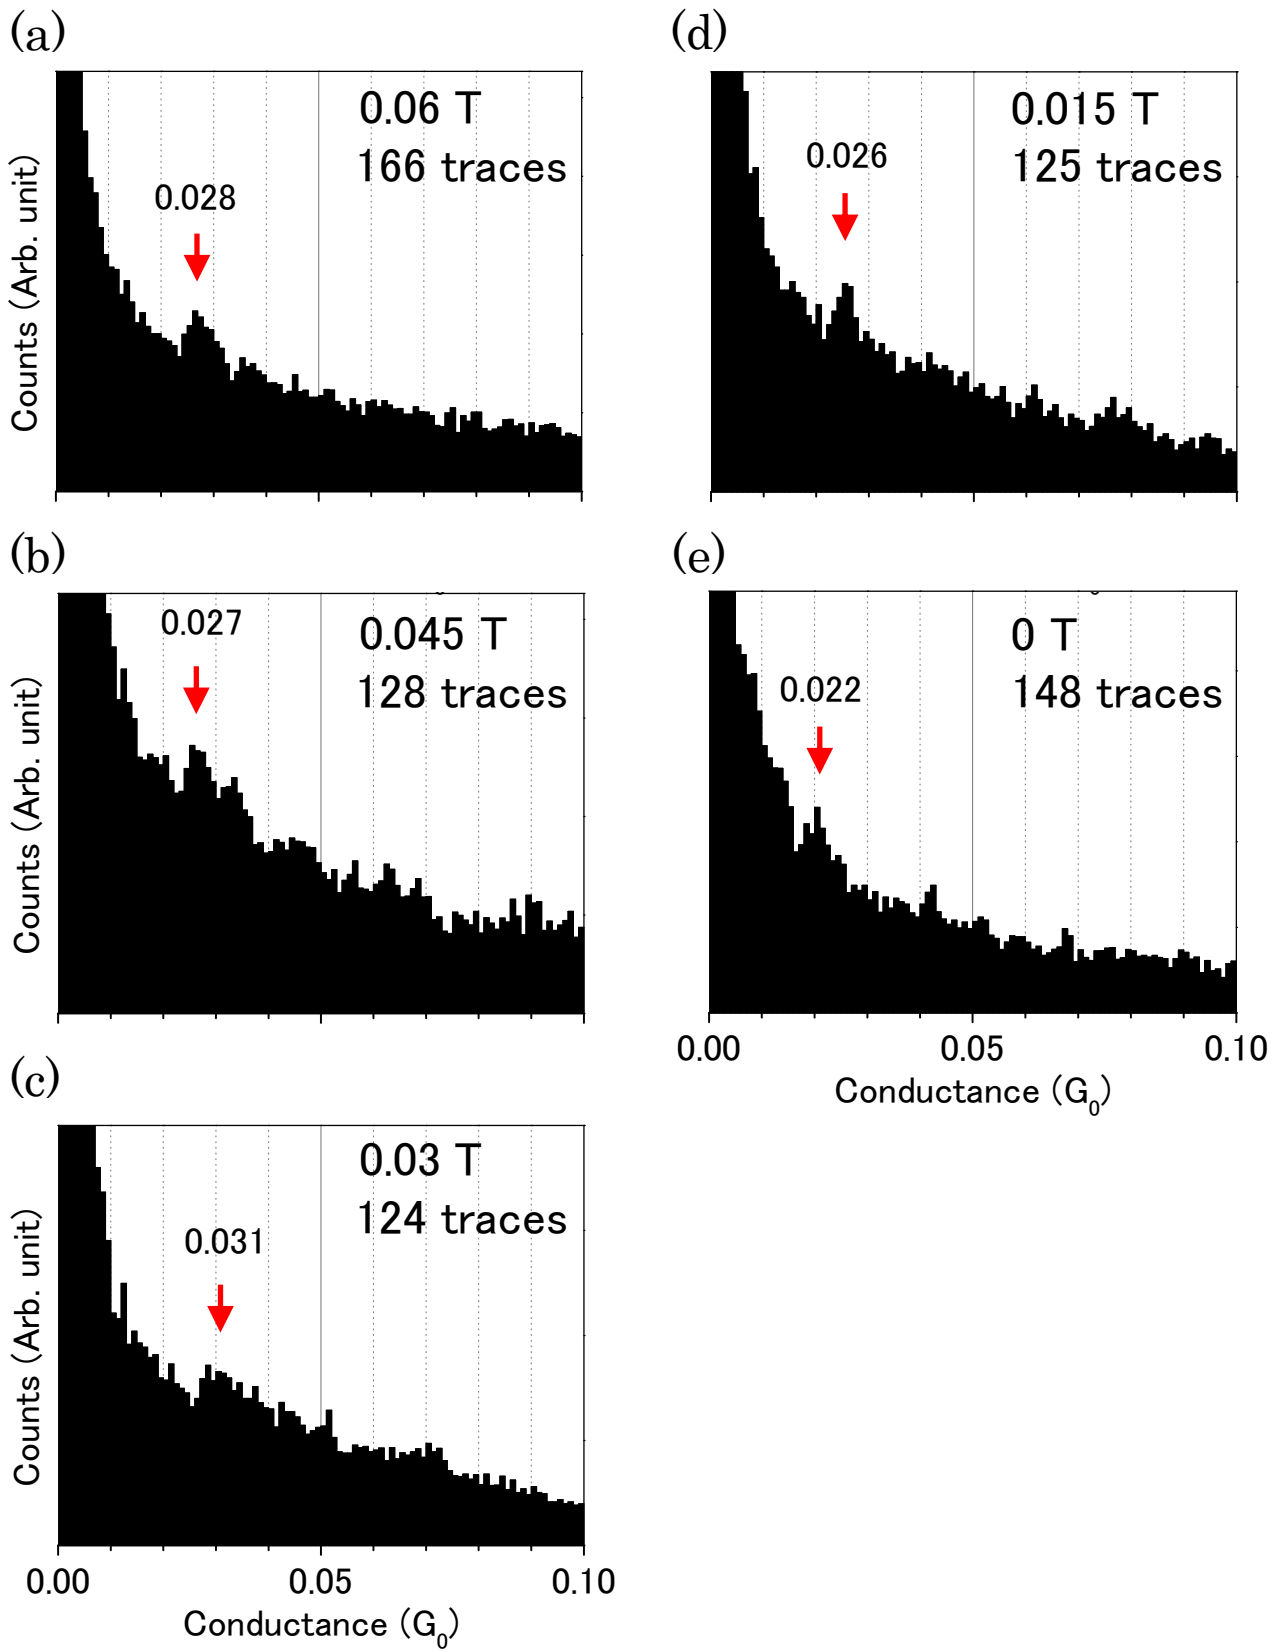 (a)
0.06 T
166 traces
0.028
Counts (Arb. unit)
(b)
0.045 T
128 traces
0.027
Counts (Arb. unit)
(c)
0.03 T
124 traces
0.031
Counts (Arb. unit)
0.00 0.05 0.10
Conductance (G₀)
(d)
0.015 T
125 traces
0.026
(e)
0 T
148 traces
0.022
0.00 0.05 0.10
Conductance (G₀)